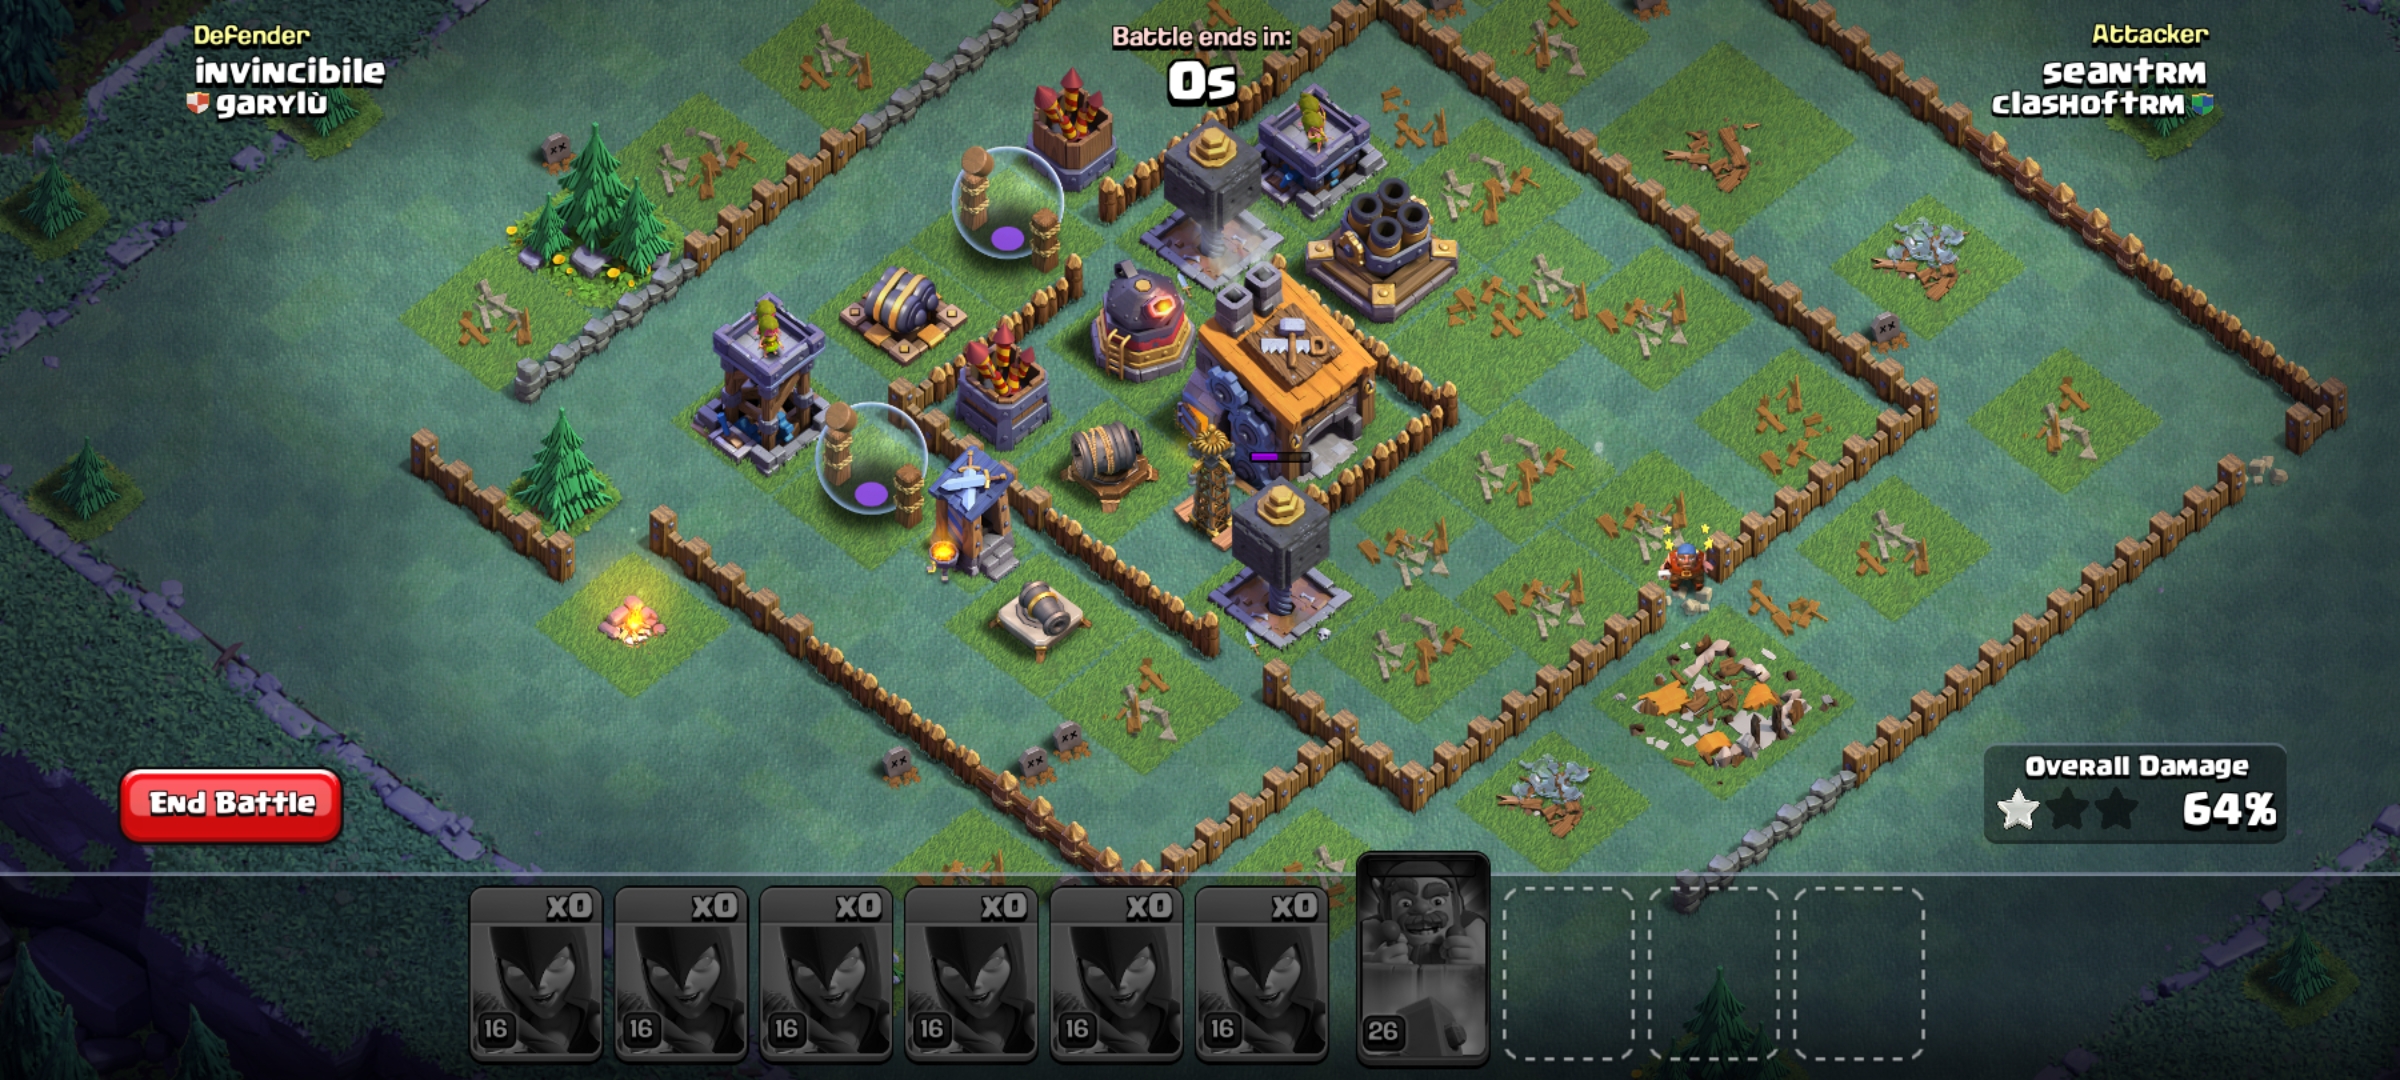 Defender
invincibile
garylù
Battle ends in:
0s
Attacker
seantrm
clashoftrm
End Battle
Overall Damage
64%
x0
x0
x0
x0
x0
x0
16
16
16
16
16
16
26